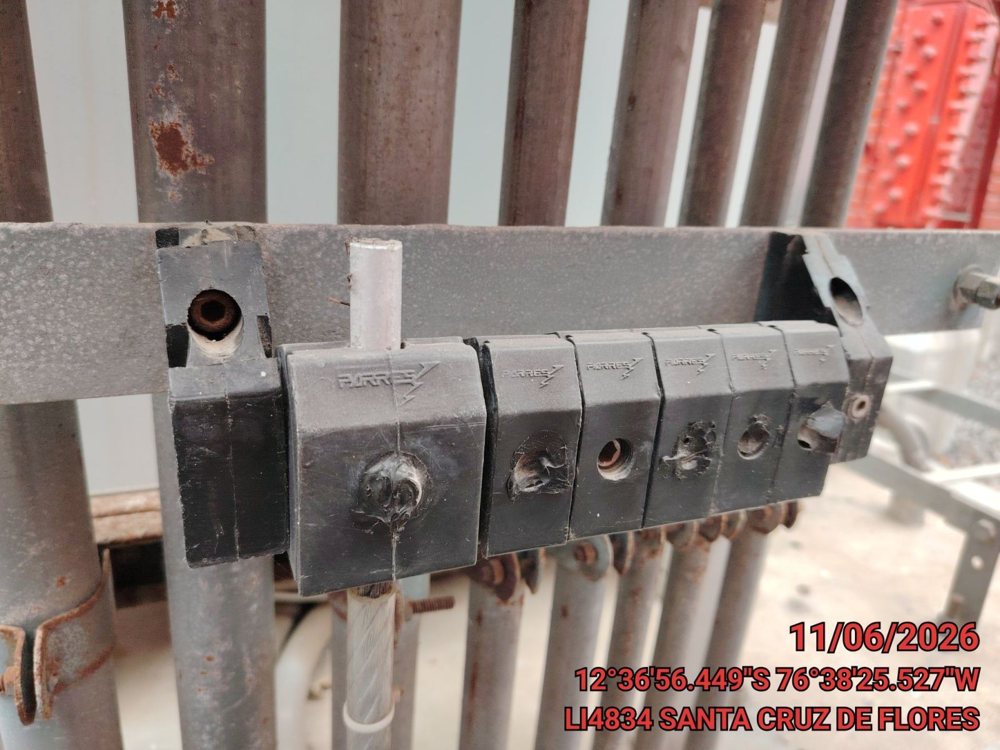 PARRES
PARRES
PARRES
PARRES
PARRES
PARRES
11/06/2026
12°36'56.449"S 76°38'25.527"W
LI4834 SANTA CRUZ DE FLORES